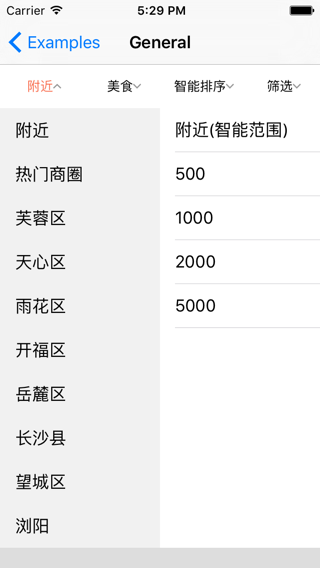 Carrier 5:29 PM
Examples General
附近 美食 智能排序 筛选
附近
热门商圈
芙蓉区
天心区
雨花区
开福区
岳麓区
长沙县
望城区
浏阳
附近(智能范围)
500
1000
2000
5000